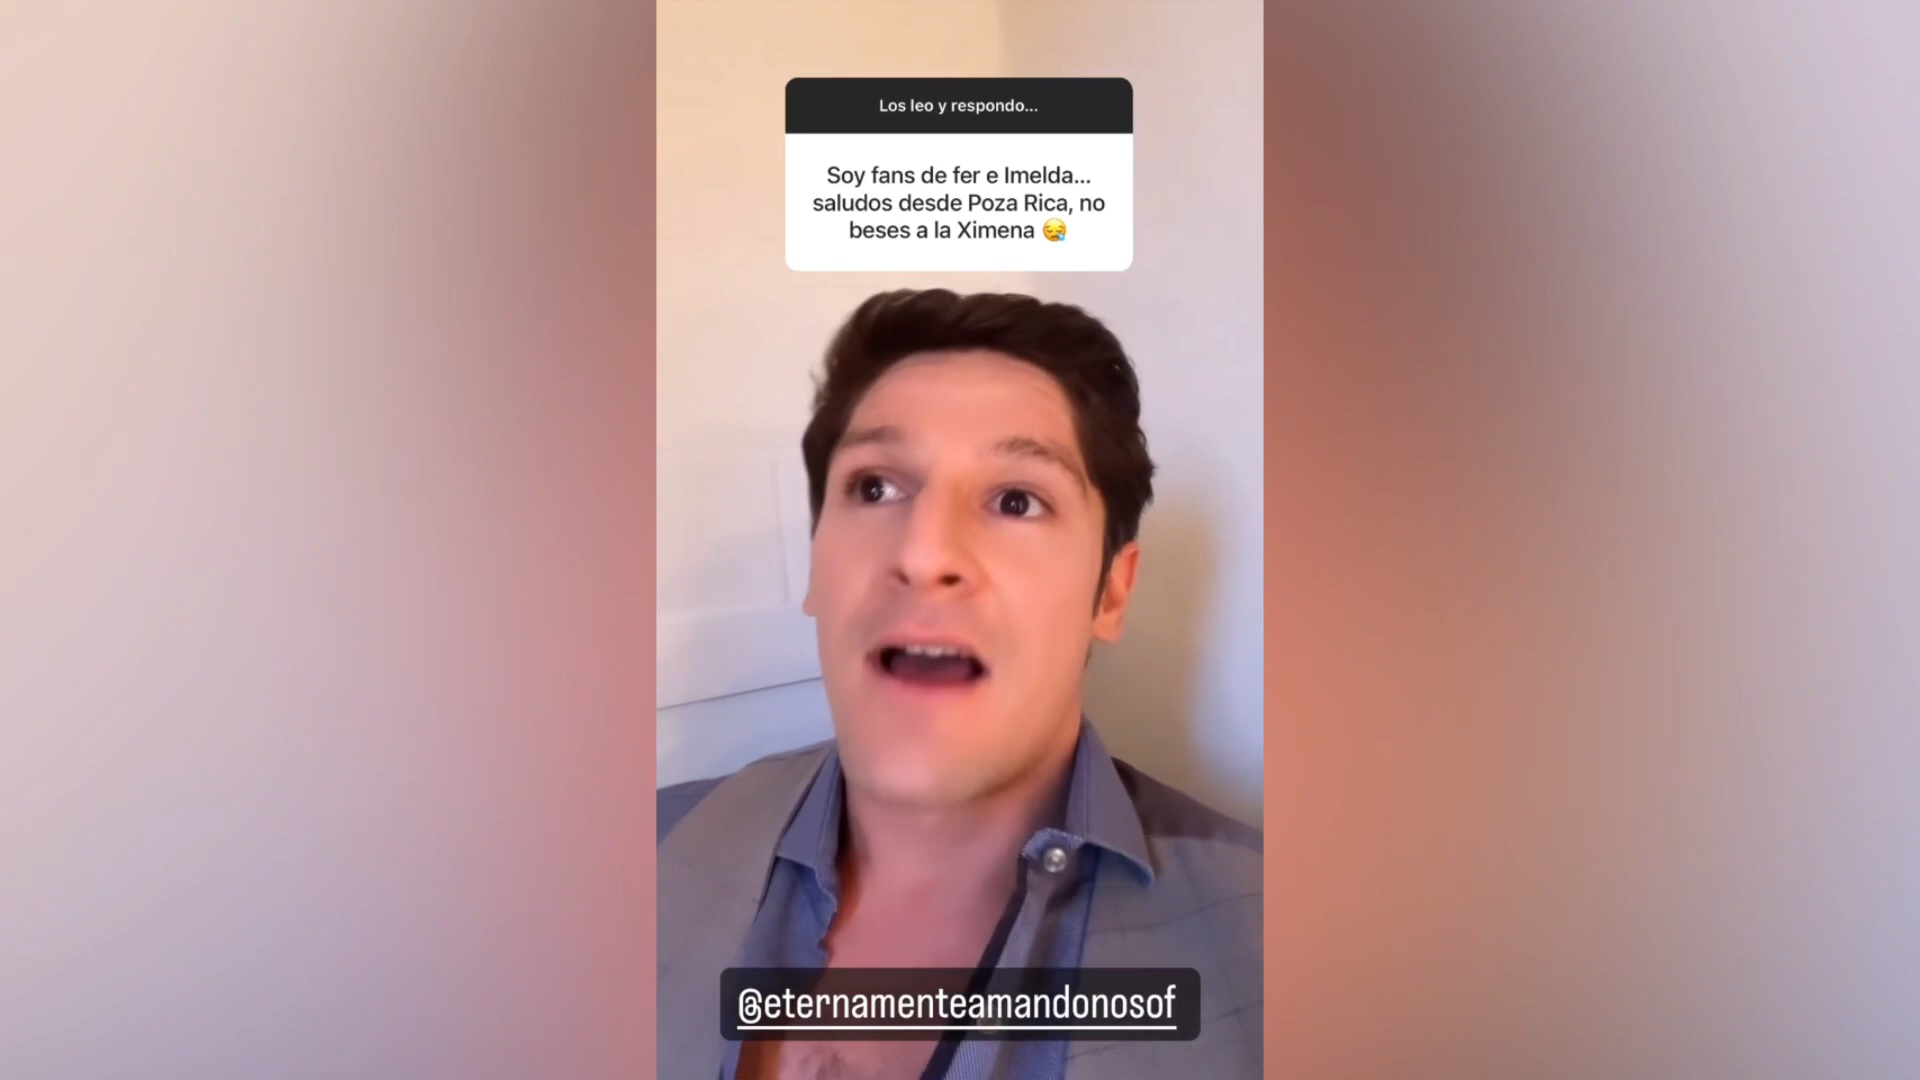 Los leo y respondo...
Soy fans de fer e Imelda...
saludos desde Poza Rica, no
beses a la Ximena 😪
@eternamenteamandonosof